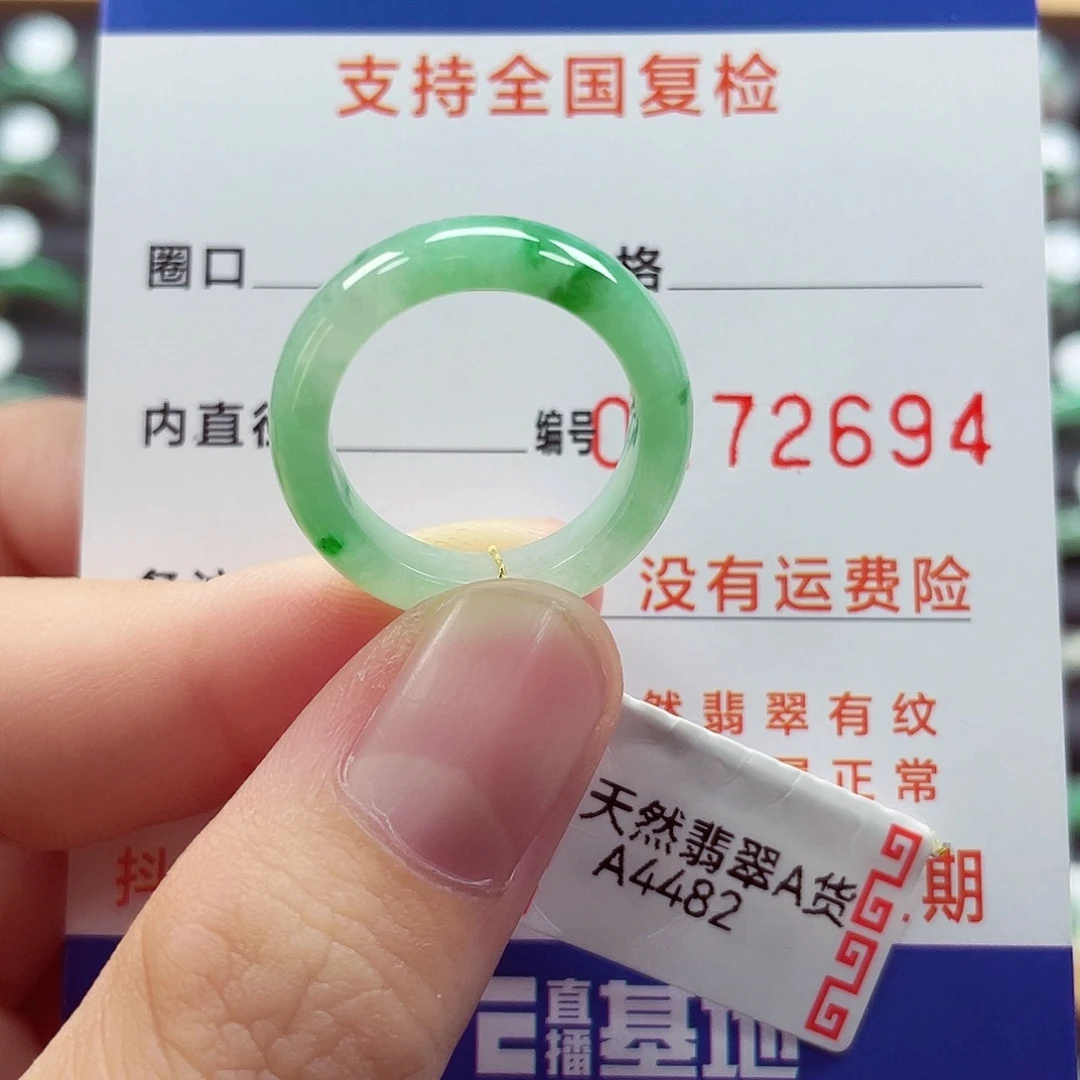 支持全国复检
圈口 格
内直径 编号 0 72694
没有运费险
然翡翠有纹
正常
抖 期
天然翡翠A货
A4482
直播基地